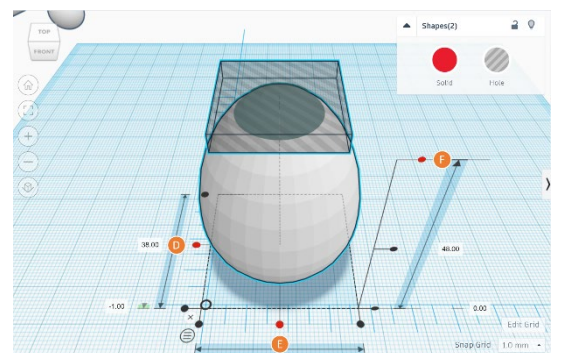 TOP
FRONT
Shapes(2)
Solid
Hole
F
38.00
D
48.00
-1.00
0.00
Edit Grid
E
Snap Grid 1.0 mm